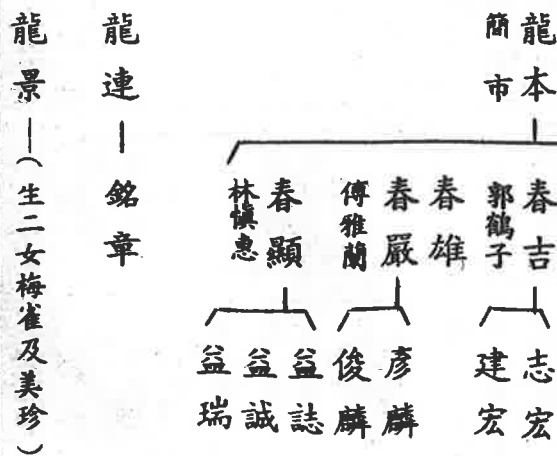 龍本
簡市
春吉
郭鶴子
春雄
春嚴
傅雅蘭
春顯
林慎惠
志宏
建宏
彥麟
俊麟
益誌
益誠
益瑞
龍連
銘章
龍景
（生二女梅雀及美珍）